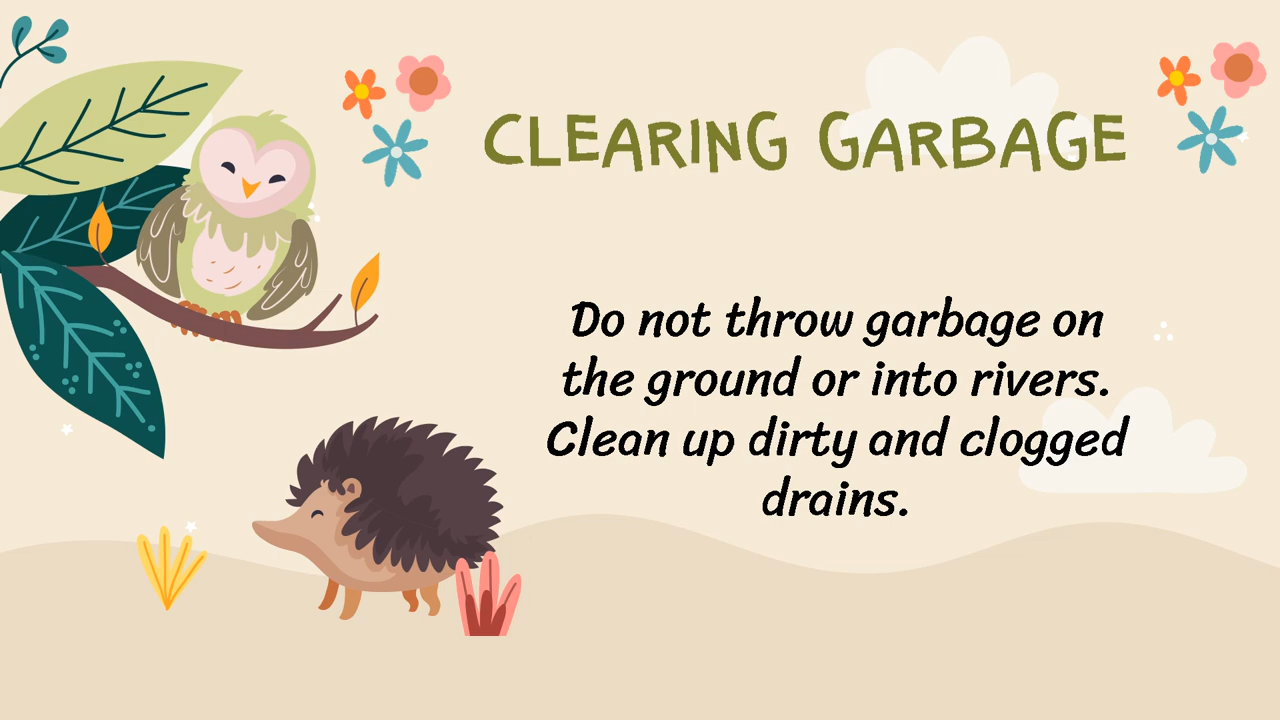 CLEARING GARBAGE
Do not throw garbage on
the ground or into rivers.
Clean up dirty and clogged
drains.